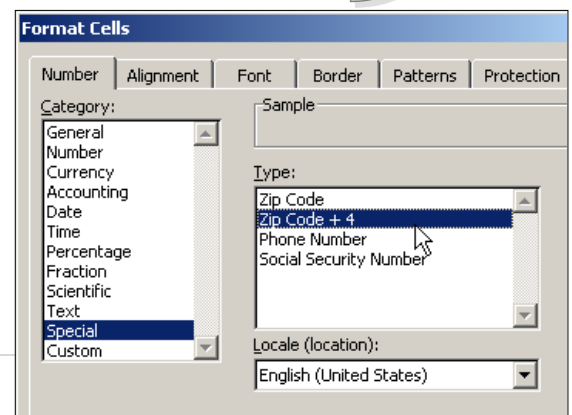 Format Cells
Number Alignment Font Border Patterns Protection
Category:
General
Number
Currency
Accounting
Date
Time
Percentage
Fraction
Scientific
Text
Special
Custom
Sample
Type:
Zip Code
Zip Code + 4
Phone Number
Social Security Number
Locale (location):
English (United States)